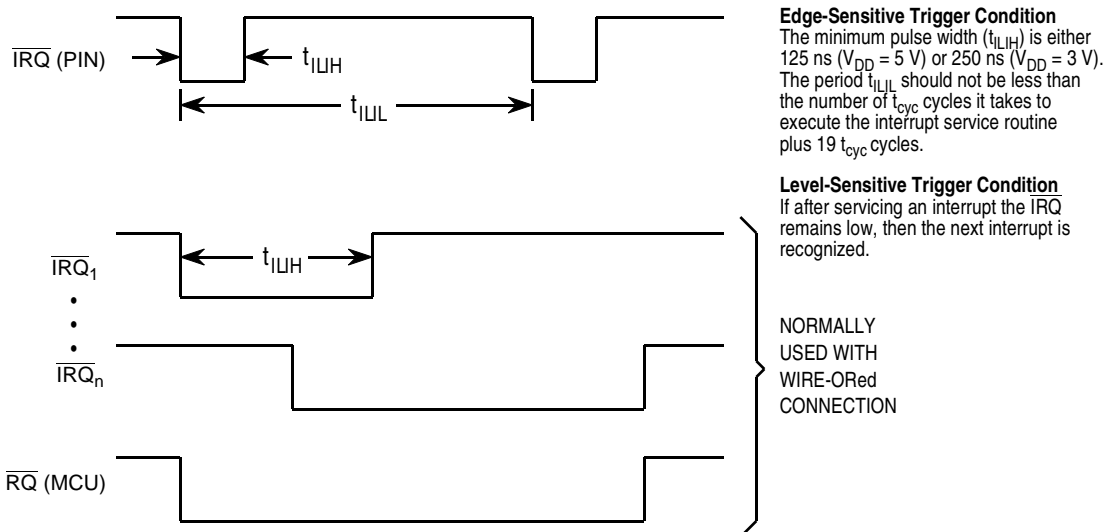 IRQ (PIN)
tILIH
tILIL
Edge-Sensitive Trigger Condition
The minimum pulse width (tILIH) is either
125 ns (VDD = 5 V) or 250 ns (VDD = 3 V).
The period tILIL should not be less than
the number of tcyc cycles it takes to
execute the interrupt service routine
plus 19 tcyc cycles.
Level-Sensitive Trigger Condition
If after servicing an interrupt the IRQ
remains low, then the next interrupt is
recognized.
IRQ1
tILIH
IRQn
RQ (MCU)
NORMALLY
USED WITH
WIRE-ORed
CONNECTION